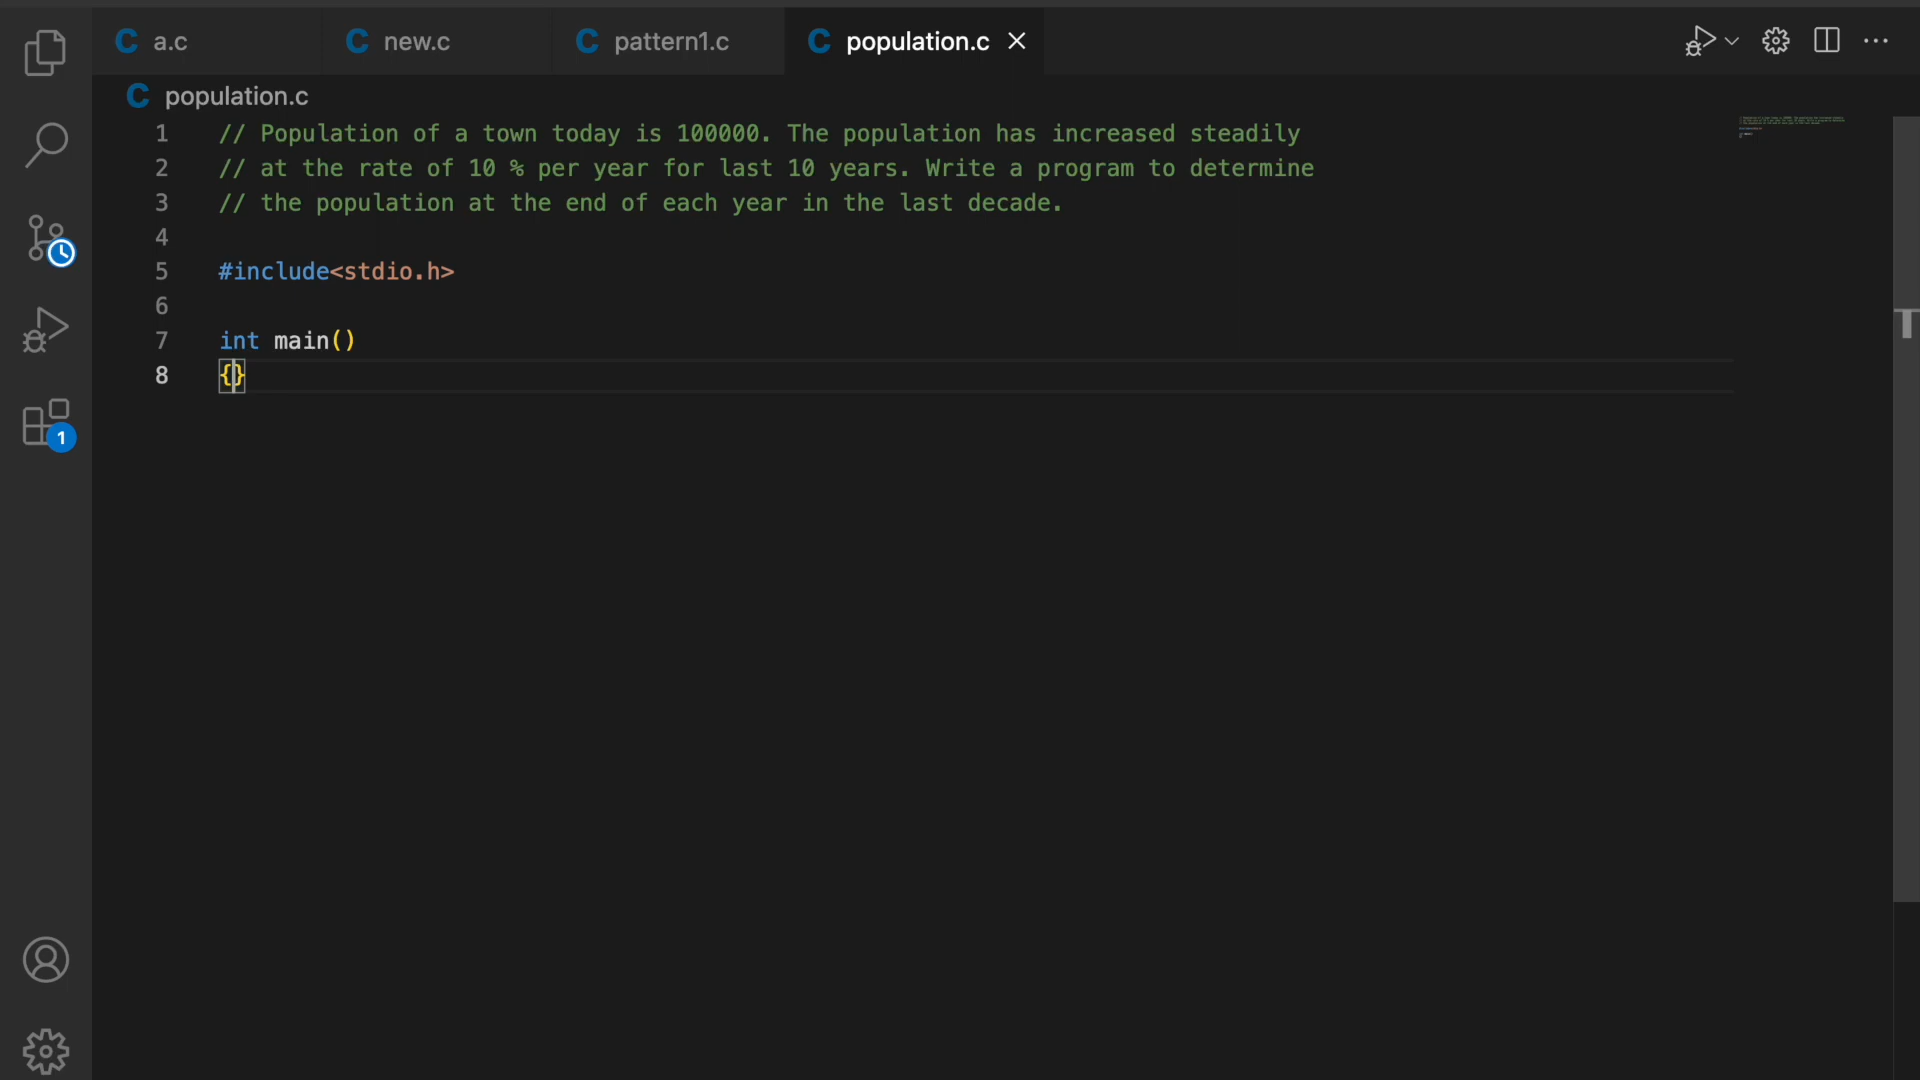 C a.c C new.c C pattern1.c C population.c
C population.c
1 // Population of a town today is 100000. The population has increased steadily
2 // at the rate of 10 % per year for last 10 years. Write a program to determine
3 // the population at the end of each year in the last decade.
4
5 #include<stdio.h>
6
7 int main()
8 {}
1